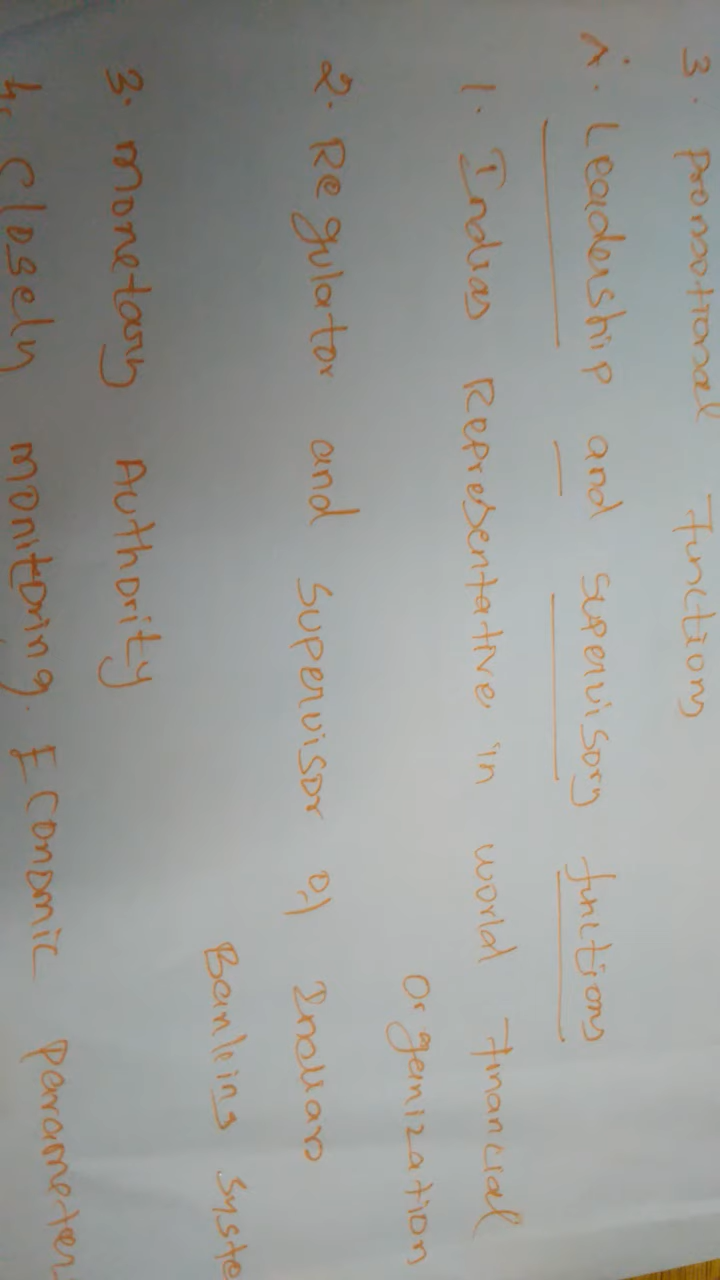 3. promotional functions
i. Leadership and supervisory functions
1. Indias Representative in world financial
organization
2. Regulator and supervisor of Indian
Banking Syste
3. monetary Authority
4. closely monitoring Economic parameter